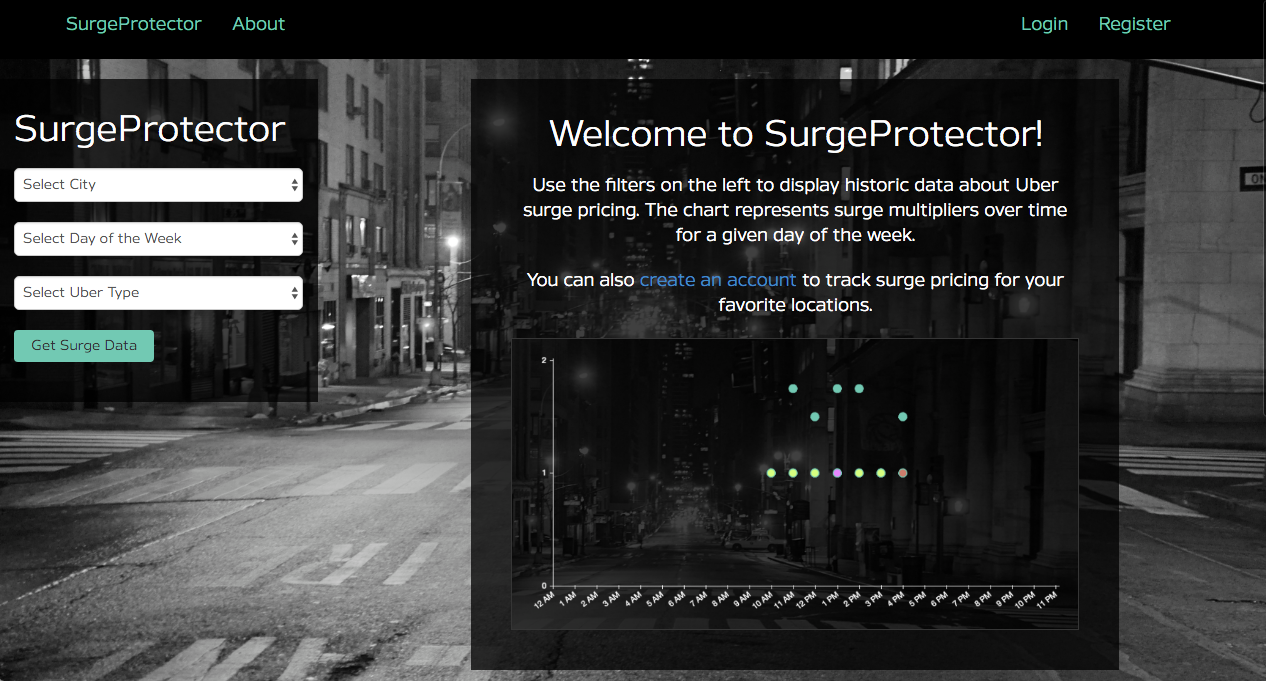 SurgeProtector About Login Register
SurgeProtector
Select City
Select Day of the Week
Select Uber Type
Get Surge Data
Welcome to SurgeProtector!
Use the filters on the left to display historic data about Uber
surge pricing. The chart represents surge multipliers over time
for a given day of the week.
You can also create an account to track surge pricing for your
favorite locations.
2
1
0
12 AM 1 AM 2 AM 3 AM 4 AM 5 AM 6 AM 7 AM 8 AM 9 AM 10 AM 11 AM 12 PM 1 PM 2 PM 3 PM 4 PM 5 PM 6 PM 7 PM 8 PM 9 PM 10 PM 11 PM